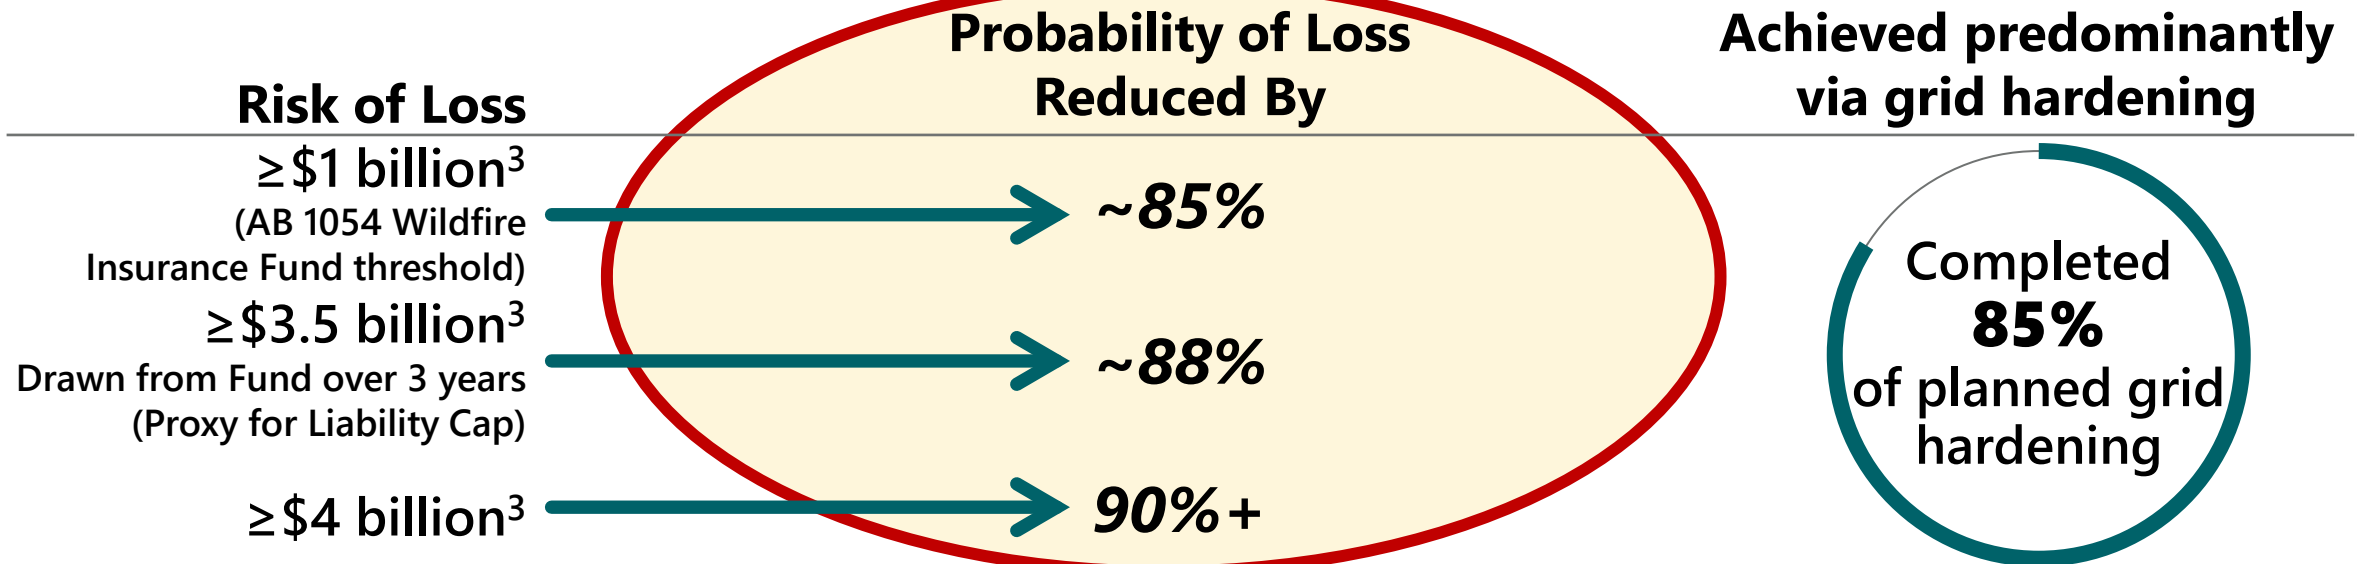 Risk of Loss
≥$1 billion³
(AB 1054 Wildfire
Insurance Fund threshold)
≥$3.5 billion³
Drawn from Fund over 3 years
(Proxy for Liability Cap)
≥$4 billion³
Probability of Loss
Reduced By
~85%
~88%
90%+
Achieved predominantly
via grid hardening
Completed
85%
of planned grid
hardening